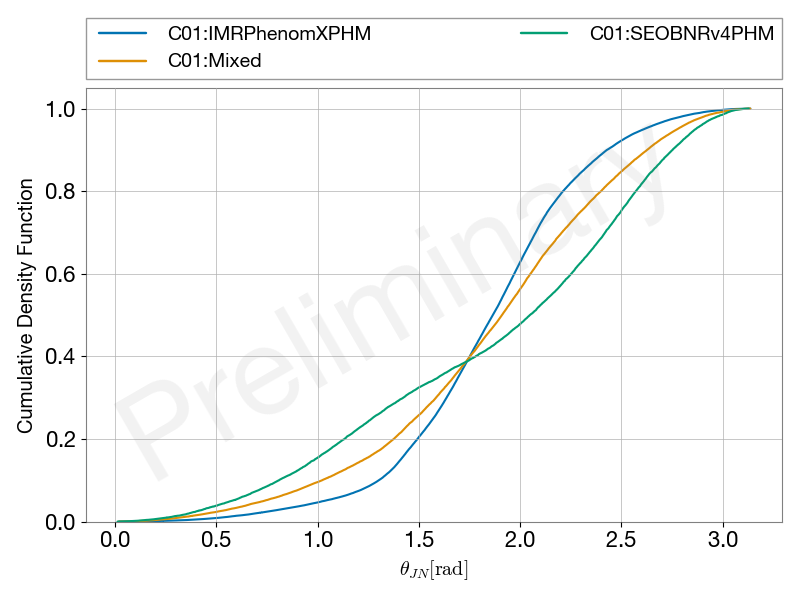 C01:IMRPhenomXPHM
C01:Mixed
C01:SEOBNRv4PHM
1.0
0.8
0.6
0.4
0.2
0.0
Cumulative Density Function
Preliminary
0.0 0.5 1.0 1.5 2.0 2.5 3.0
θ_JN[rad]